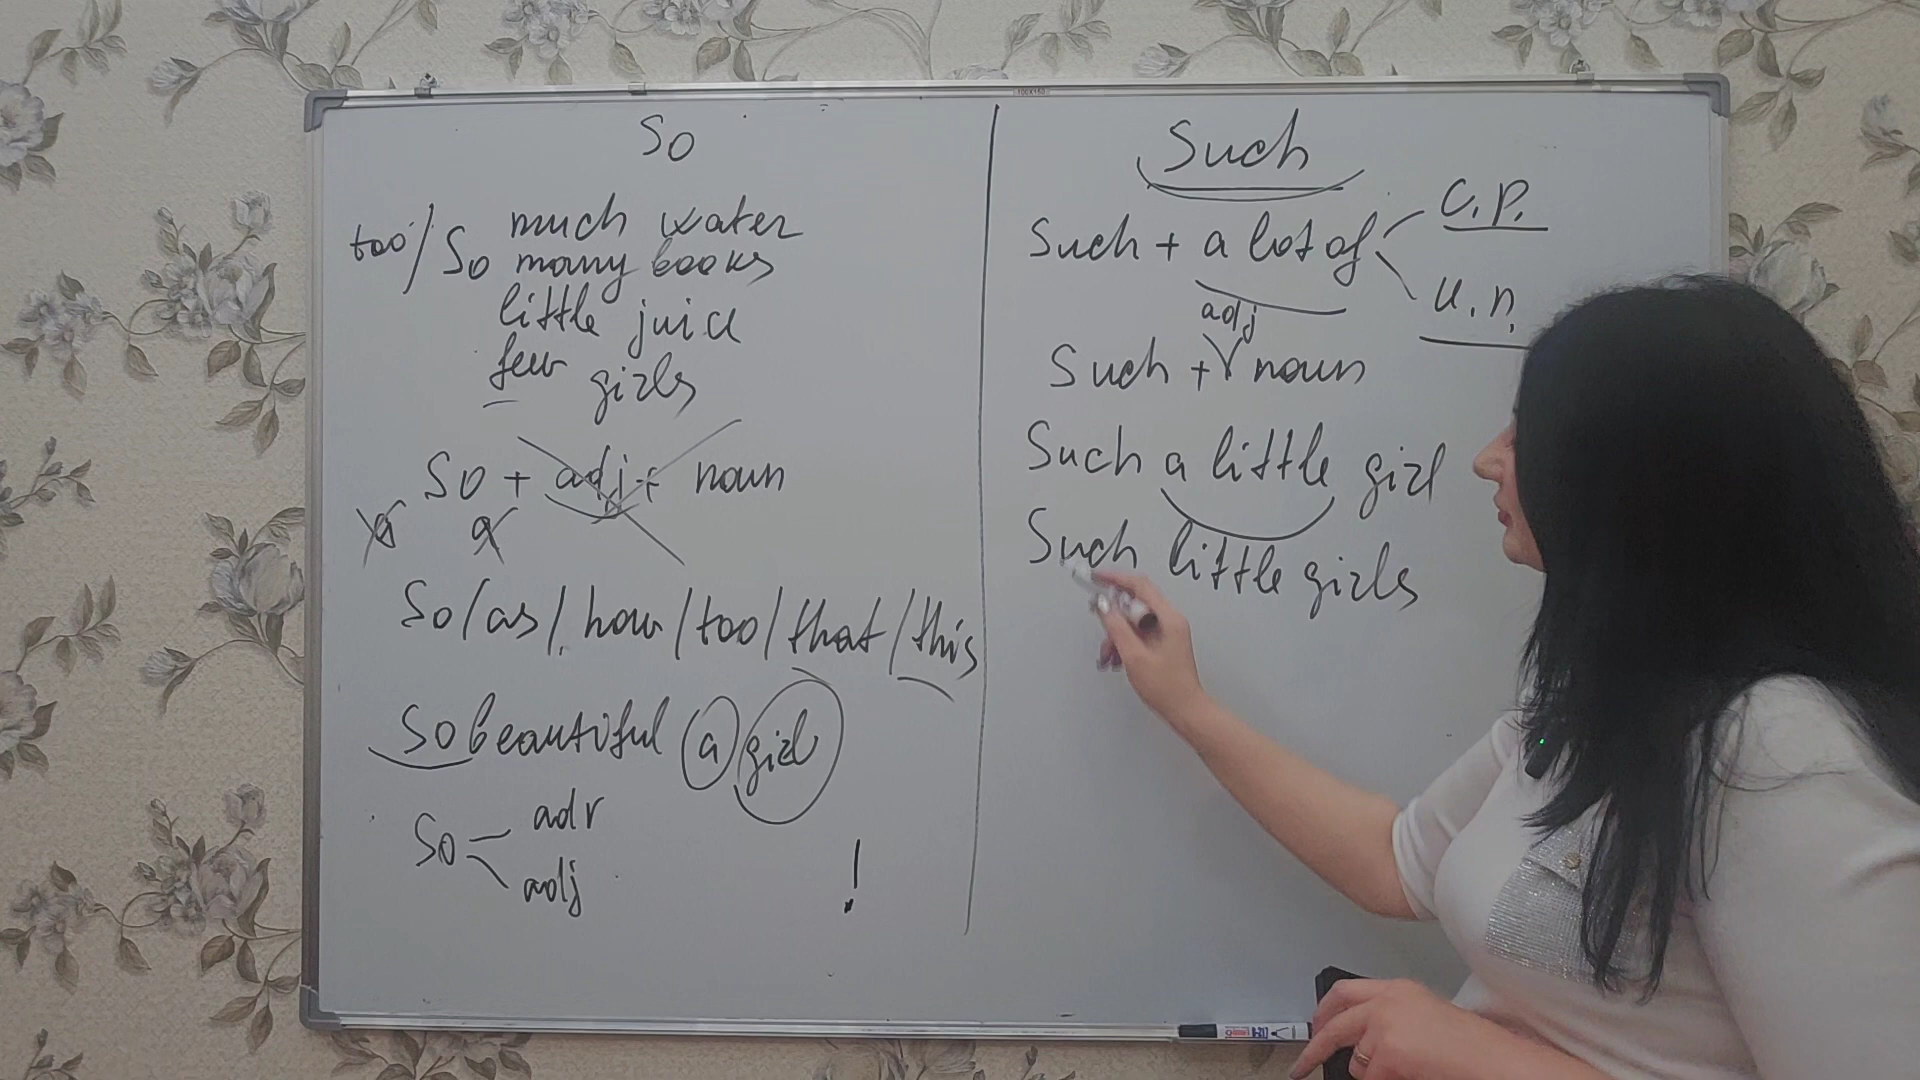 So
too / So much water
many books
little juice
few girls
So + adj + noun
a a
So / as / how / too / that / this
So beautiful a girl
So adv
adj
!
Such
Such + a lot of c.p.
u.n.
adj
Such + noun
Such a little girl
Such little girls
100X150